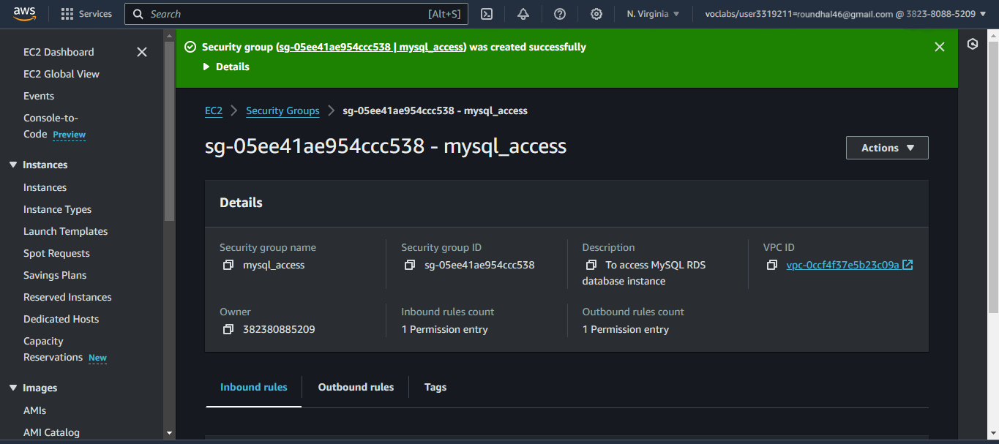 aws
Services
Search
[Alt+S]
N. Virginia
voclabs/user3319211=roundhal46@gmail.com @ 3823-8088-5209
EC2 Dashboard
EC2 Global View
Events
Console-to-
Code Preview
Instances
Instances
Instance Types
Launch Templates
Spot Requests
Savings Plans
Reserved Instances
Dedicated Hosts
Capacity
Reservations New
Images
AMIs
AMI Catalog
Security group (sg-05ee41ae954ccc538 | mysql_access) was created successfully
Details
EC2
Security Groups
sg-05ee41ae954ccc538 - mysql_access
sg-05ee41ae954ccc538 - mysql_access
Actions
Details
Security group name
mysql_access
Security group ID
sg-05ee41ae954ccc538
Description
To access MySQL RDS
database instance
VPC ID
vpc-0ccf4f37e5b23c09a
Owner
382380885209
Inbound rules count
1 Permission entry
Outbound rules count
1 Permission entry
Inbound rules
Outbound rules
Tags